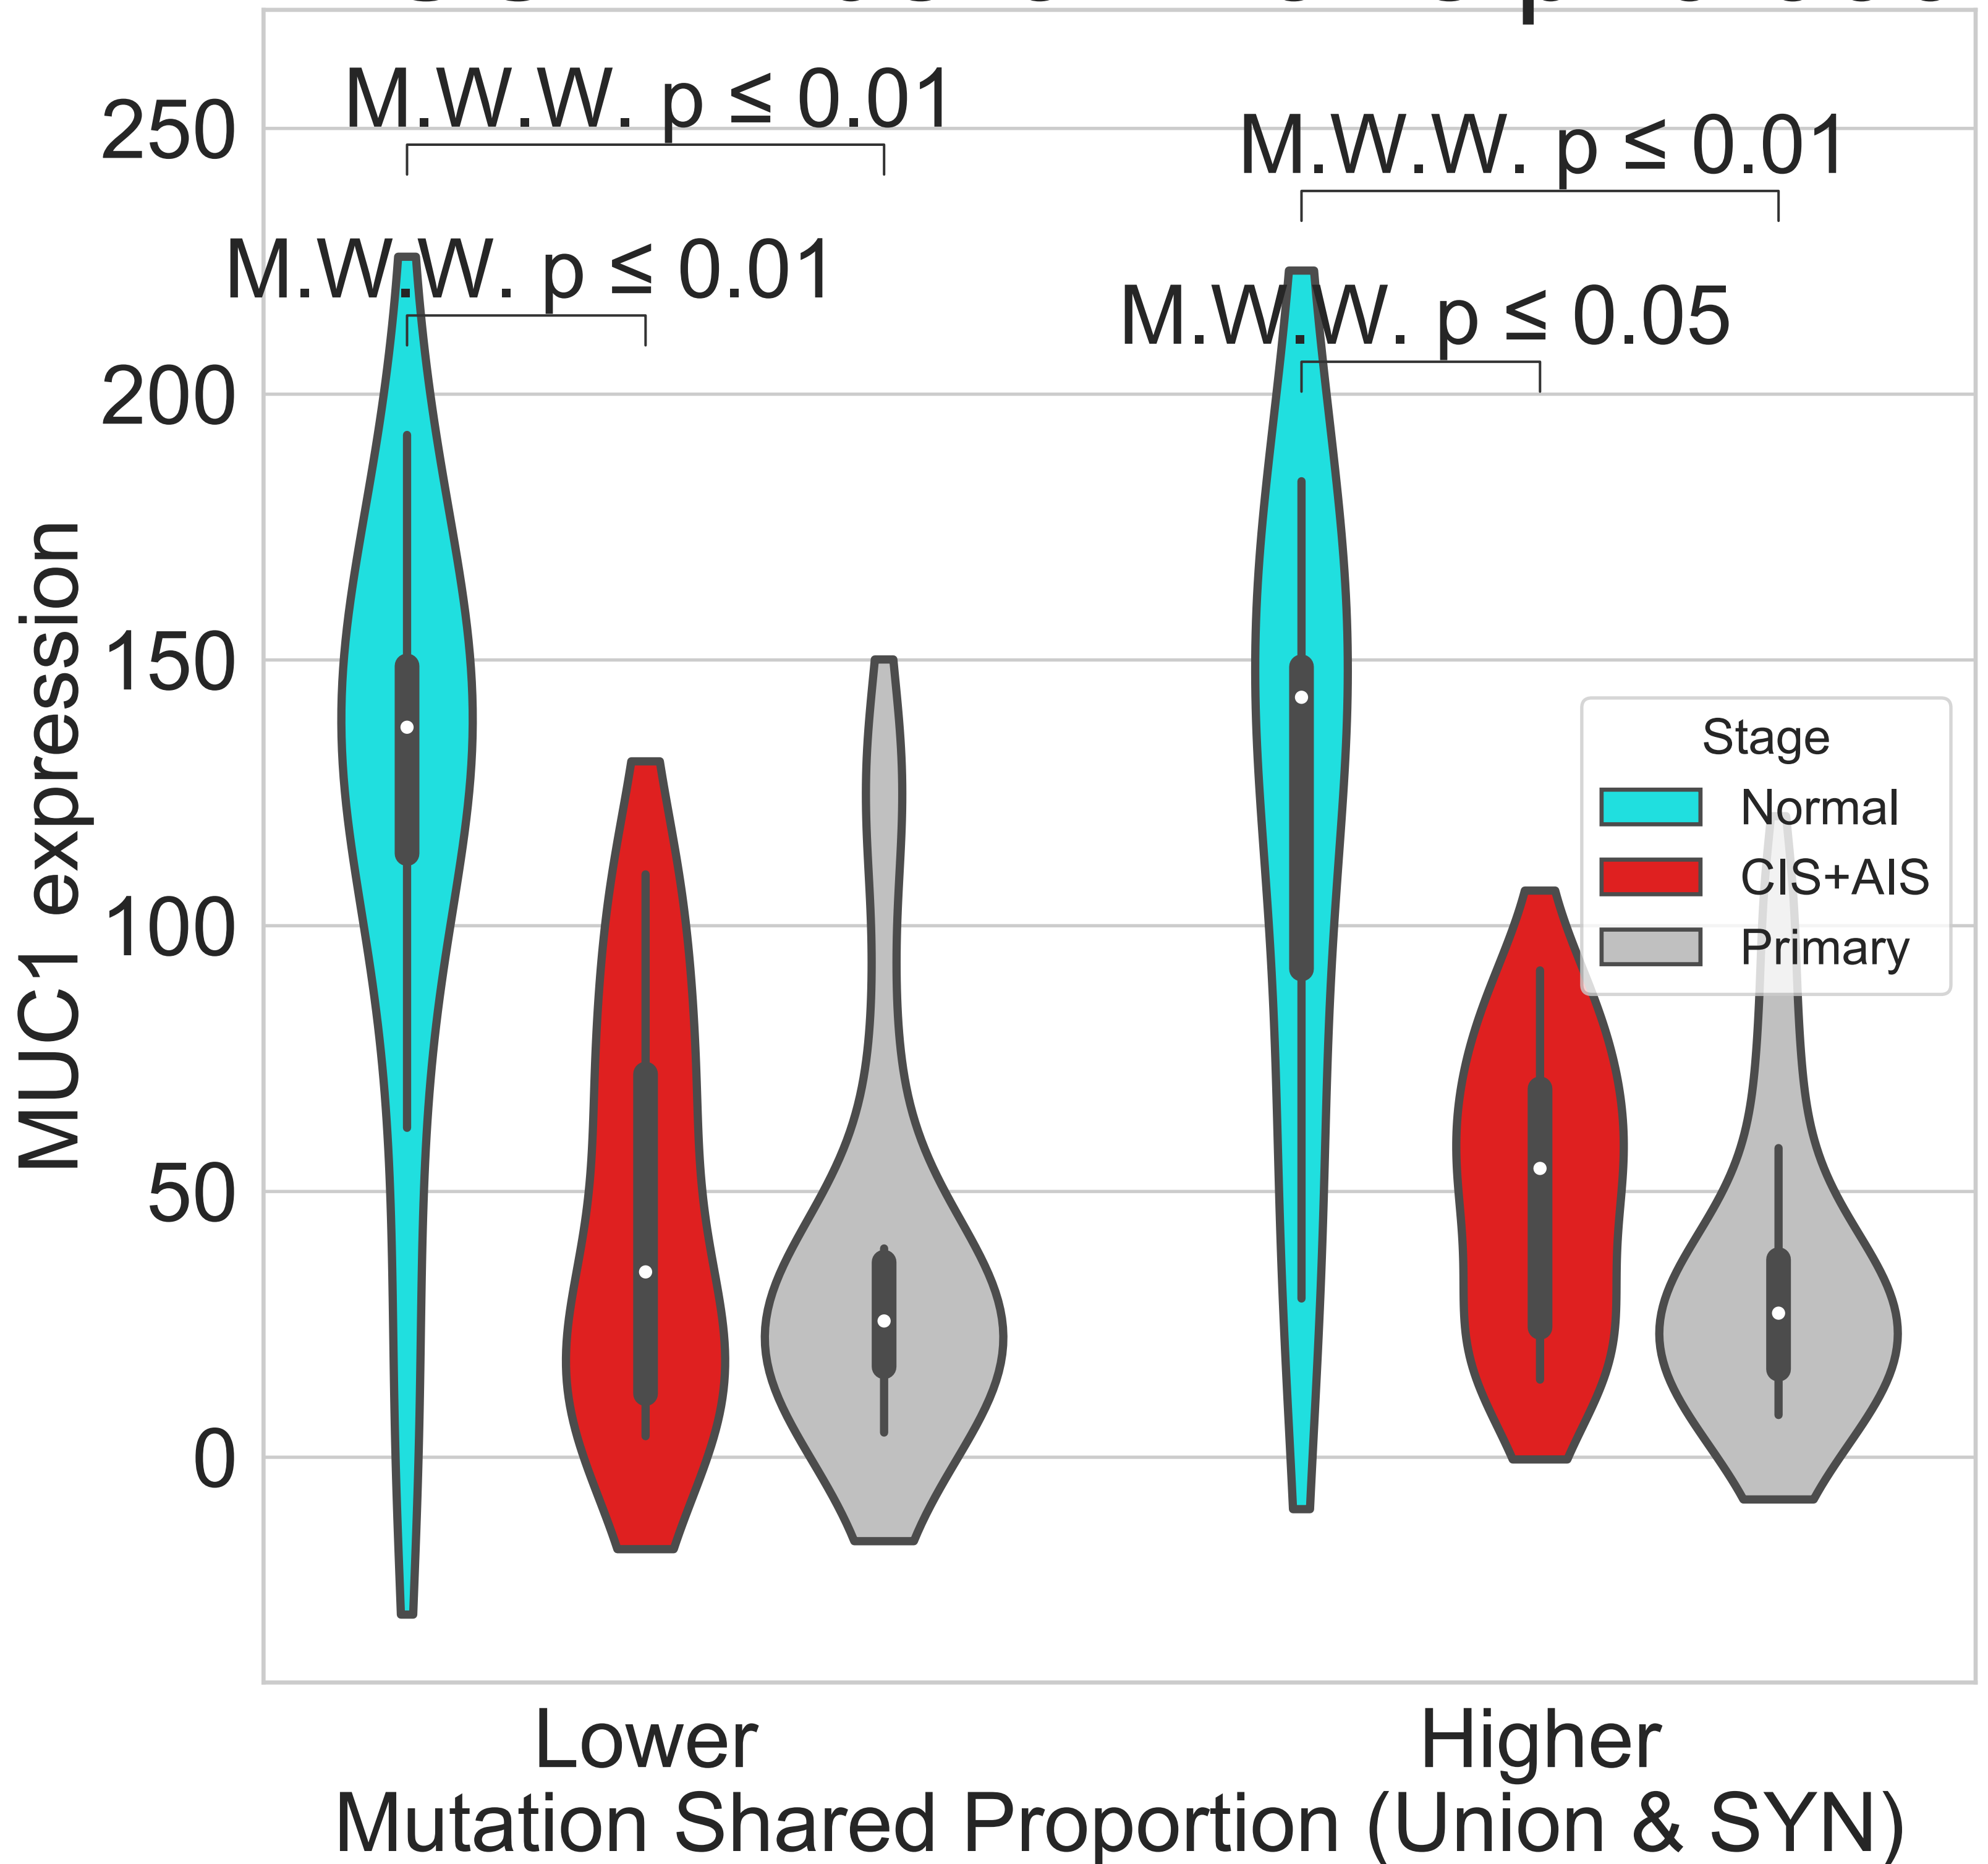 M.W.W. p ≤ 0.01
M.W.W. p ≤ 0.01
M.W.W. p ≤ 0.01
M.W.W. p ≤ 0.05
250
200
150
100
50
0
MUC1 expression
Stage
Normal
CIS+AIS
Primary
Lower
Higher
Mutation Shared Proportion (Union & SYN)